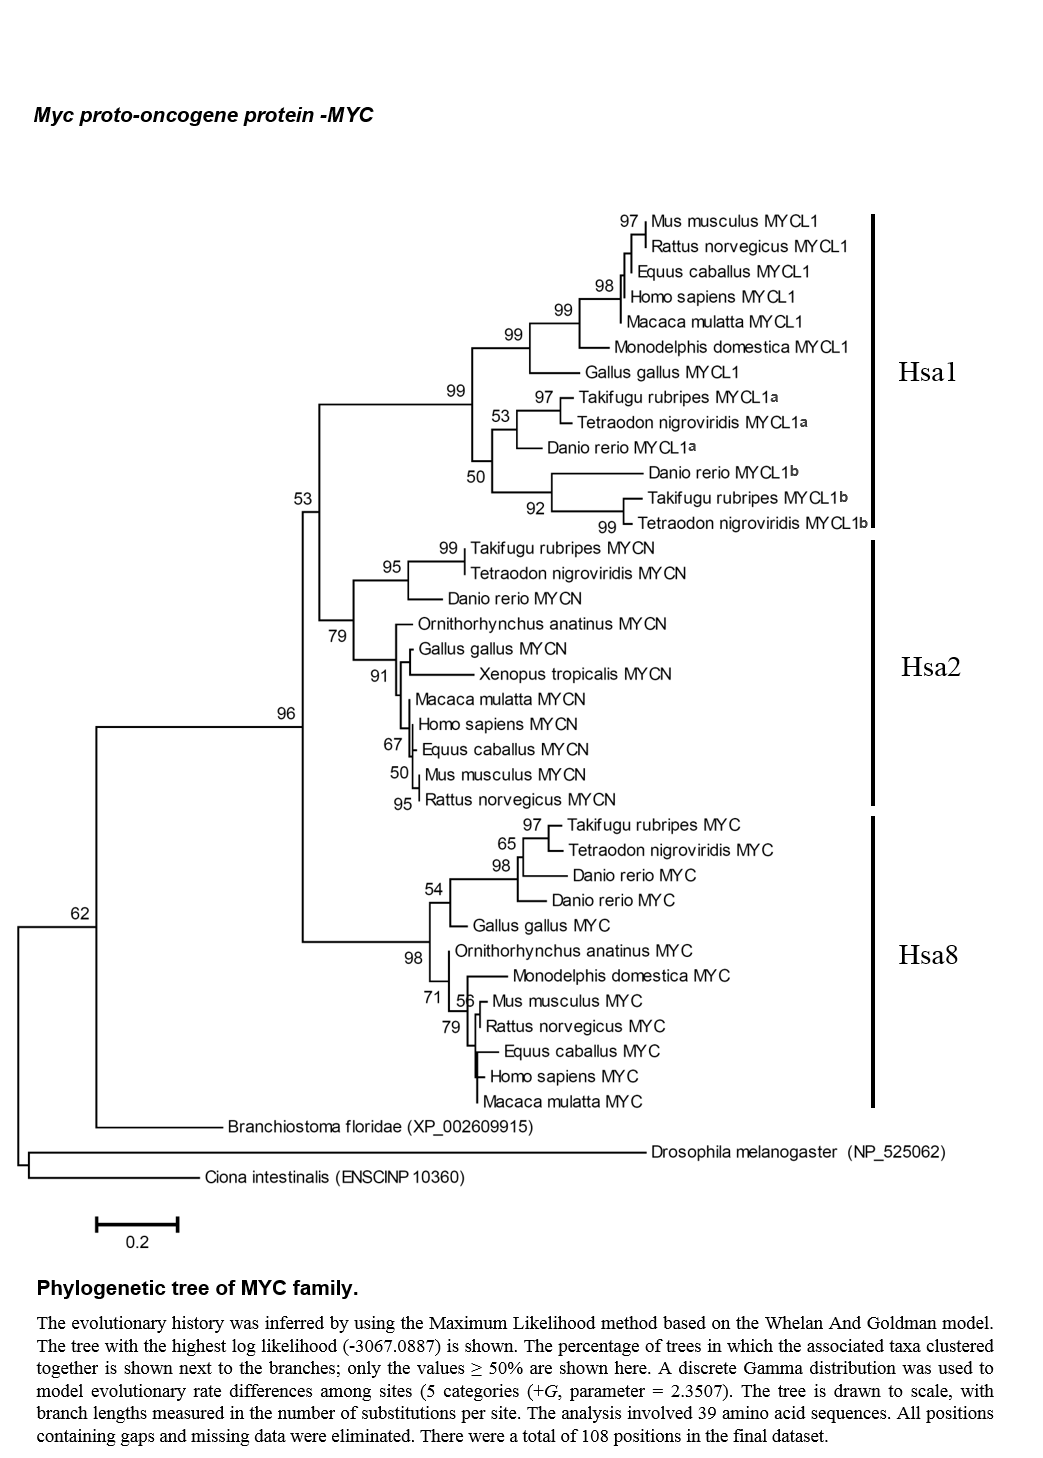 Myc proto-oncogene protein -MYC
97 Mus musculus MYCL1
Rattus norvegicus MYCL1
Equus caballus MYCL1
98 Homo sapiens MYCL1
99 Macaca mulatta MYCL1
99 Monodelphis domestica MYCL1
Gallus gallus MYCL1
Hsa1
99 97 Takifugu rubripes MYCL1a
53 Tetraodon nigroviridis MYCL1a
Danio rerio MYCL1a
50 Danio rerio MYCL1b
53 92 Takifugu rubripes MYCL1b
99 Tetraodon nigroviridis MYCL1b
99 Takifugu rubripes MYCN
95 Tetraodon nigroviridis MYCN
Danio rerio MYCN
79 Ornithorhynchus anatinus MYCN
Gallus gallus MYCN
91 Xenopus tropicalis MYCN
Hsa2
Macaca mulatta MYCN
96 Homo sapiens MYCN
67 Equus caballus MYCN
50 Mus musculus MYCN
95 Rattus norvegicus MYCN
97 Takifugu rubripes MYC
65 Tetraodon nigroviridis MYC
98 Danio rerio MYC
54 Danio rerio MYC
62 Gallus gallus MYC
98 Ornithorhynchus anatinus MYC
Hsa8
Monodelphis domestica MYC
71 56 Mus musculus MYC
79 Rattus norvegicus MYC
Equus caballus MYC
Homo sapiens MYC
Macaca mulatta MYC
Branchiostoma floridae (XP_002609915)
Drosophila melanogaster (NP_525062)
Ciona intestinalis (ENSCINP10360)
0.2
Phylogenetic tree of MYC family.
The evolutionary history was inferred by using the Maximum Likelihood method based on the Whelan And Goldman model.
The tree with the highest log likelihood (-3067.0887) is shown. The percentage of trees in which the associated taxa clustered
together is shown next to the branches; only the values ≥ 50% are shown here. A discrete Gamma distribution was used to
model evolutionary rate differences among sites (5 categories (+G, parameter = 2.3507). The tree is drawn to scale, with
branch lengths measured in the number of substitutions per site. The analysis involved 39 amino acid sequences. All positions
containing gaps and missing data were eliminated. There were a total of 108 positions in the final dataset.